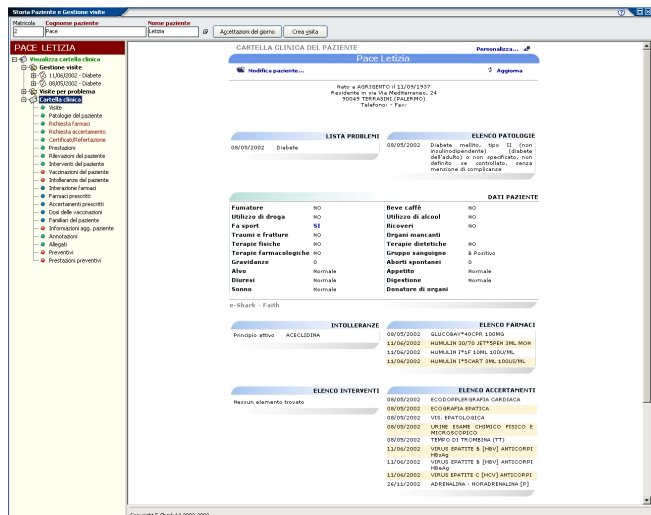 Storia Paziente e Gestione visite
Matricola Cognome paziente Nome paziente
2 Pace Letizia Accettazioni del giorno Crea visita
PACE LETIZIA
Visualizza cartella clinica
Gestione visite
11/06/2002 - Diabete
08/05/2002 - Diabete
Visite per problema
Cartella clinica
Visite
Patologie del paziente
Richiesta farmaci
Richiesta accertamento
Certificati/Refertazione
Prestazioni
Rilevazioni del paziente
Interventi del paziente
Vaccinazioni del paziente
Intolleranze del paziente
Interazione farmaci
Farmaci prescritti
Accertamenti prescritti
Dosi delle vaccinazioni
Familiari del paziente
Informazioni agg. paziente
Annotazioni
Allegati
Preventivi
Prestazioni preventivi
CARTELLA CLINICA DEL PAZIENTE Personalizza...
Pace Letizia
Modifica paziente... Aggiorna
Nato a AGRIGENTO il 11/09/1937
Residente in via Via Mediterraneo, 24
90049 TERRASINI (PALERMO)
Telefono: - Fax:
LISTA PROBLEMI
08/05/2002 Diabete
ELENCO PATOLOGIE
08/05/2002 Diabete mellito, tipo II (non
insulinodipendente) (diabete
dell'adulto) o non specificato, non
definito se controllato, senza
menzione di complicanze
DATI PAZIENTE
Fumatore NO Beve caffè NO
Utilizzo di droga NO Utilizzo di alcool NO
Fa sport SI Ricoveri NO
Traumi e fratture NO Organi mancanti
Terapie fisiche NO Terapie dietetiche NO
Terapie farmacologiche NO Gruppo sanguigno B Positivo
Gravidanze 0 Aborti spontanei 0
Alvo Normale Appetito Normale
Diuresi Normale Digestione Normale
Sonno Normale Donatore di organi
e-Shark - Faith
INTOLLERANZE
Principio attivo ACECLIDINA
ELENCO FARMACI
08/05/2002 GLUCOBAY*40CPR 100MG
11/06/2002 HUMULIN 30/70 JET*5PEN 3ML MON
11/06/2002 HUMULIN I*1F 10ML 100U/ML
11/06/2002 HUMULIN I*5CART 3ML 100UI/ML
ELENCO INTERVENTI
Nessun elemento trovato
ELENCO ACCERTAMENTI
08/05/2002 ECODOPPLERGRAFIA CARDIACA
08/05/2002 ECOGRAFIA EPATICA
08/05/2002 VIS. EPATOLOGICA
08/05/2002 URINE ESAME CHIMICO FISICO E
MICROSCOPICO
08/05/2002 TEMPO DI TROMBINA (TT)
11/06/2002 VIRUS EPATITE B [HBV] ANTICORPI
HBsAg
11/06/2002 VIRUS EPATITE B [HBV] ANTICORPI
HBeAg
11/06/2002 VIRUS EPATITE C [HCV] ANTICORPI
26/11/2002 ADRENALINA - NORADRENALINA [P]